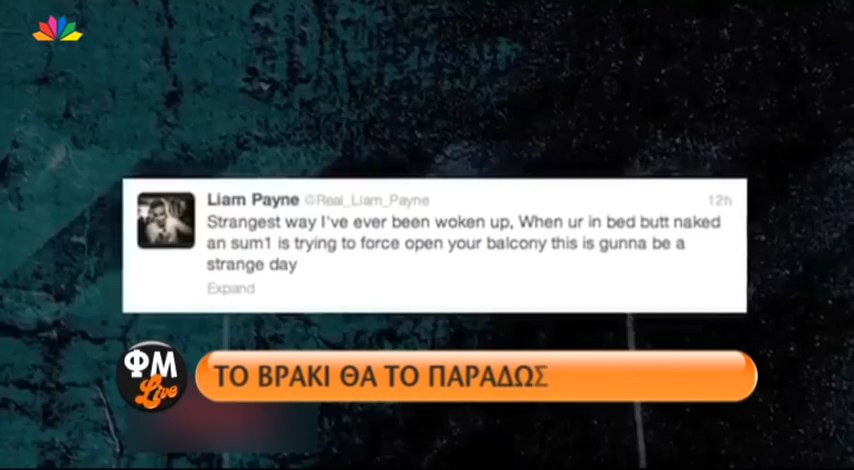 Liam Payne @Real_Liam_Payne 12h
Strangest way I've ever been woken up, When ur in bed butt naked
an sum1 is trying to force open your balcony this is gunna be a
strange day
Expand
ΦΜ
Live
ΤΟ ΒΡΑΚΙ ΘΑ ΤΟ ΠΑΡΑΔΩΣ